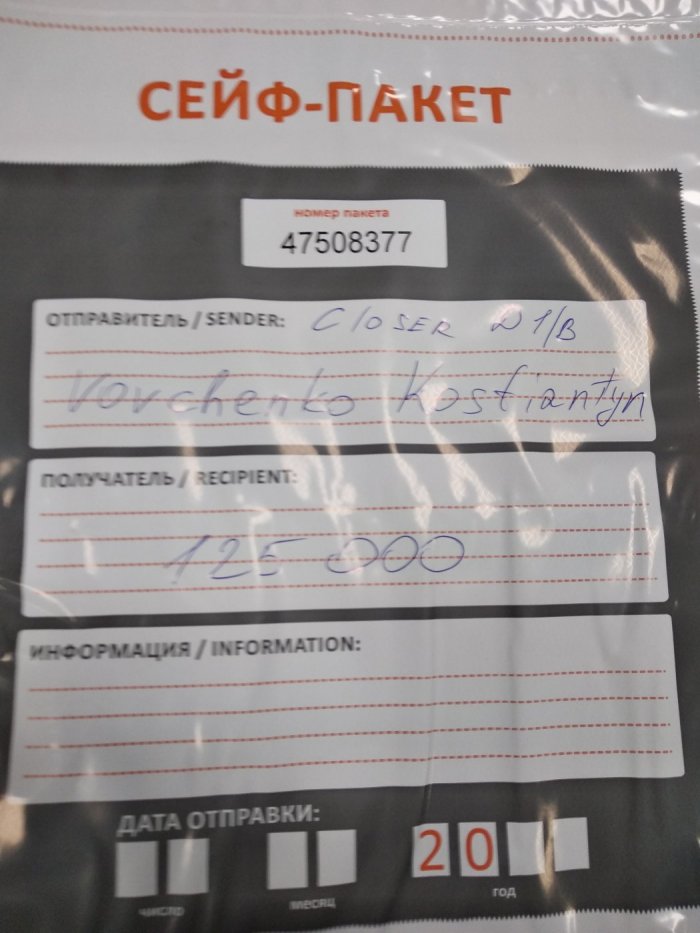 СЕЙФ-ПАКЕТ
номер пакета
47508377
ОТПРАВИТЕЛЬ / SENDER: Closer D1/B
Vovchenko Kostiantyn
ПОЛУЧАТЕЛЬ / RECIPIENT:
125 000
ИНФОРМАЦИЯ / INFORMATION:
ДАТА ОТПРАВКИ:
20
число месяц год